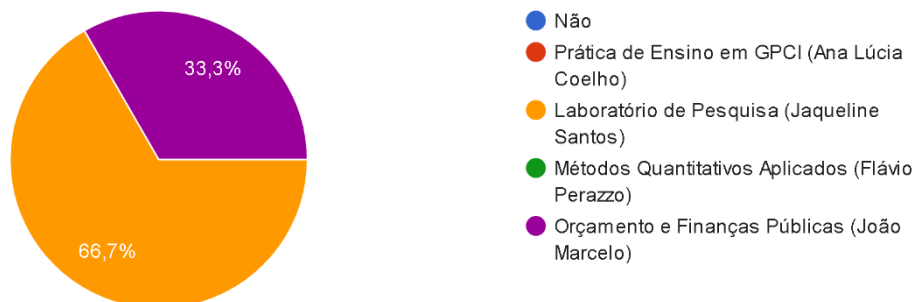 33,3%
66,7%
Não
Prática de Ensino em GPCI (Ana Lúcia
Coelho)
Laboratório de Pesquisa (Jaqueline
Santos)
Métodos Quantitativos Aplicados (Flávio
Perazzo)
Orçamento e Finanças Públicas (João
Marcelo)